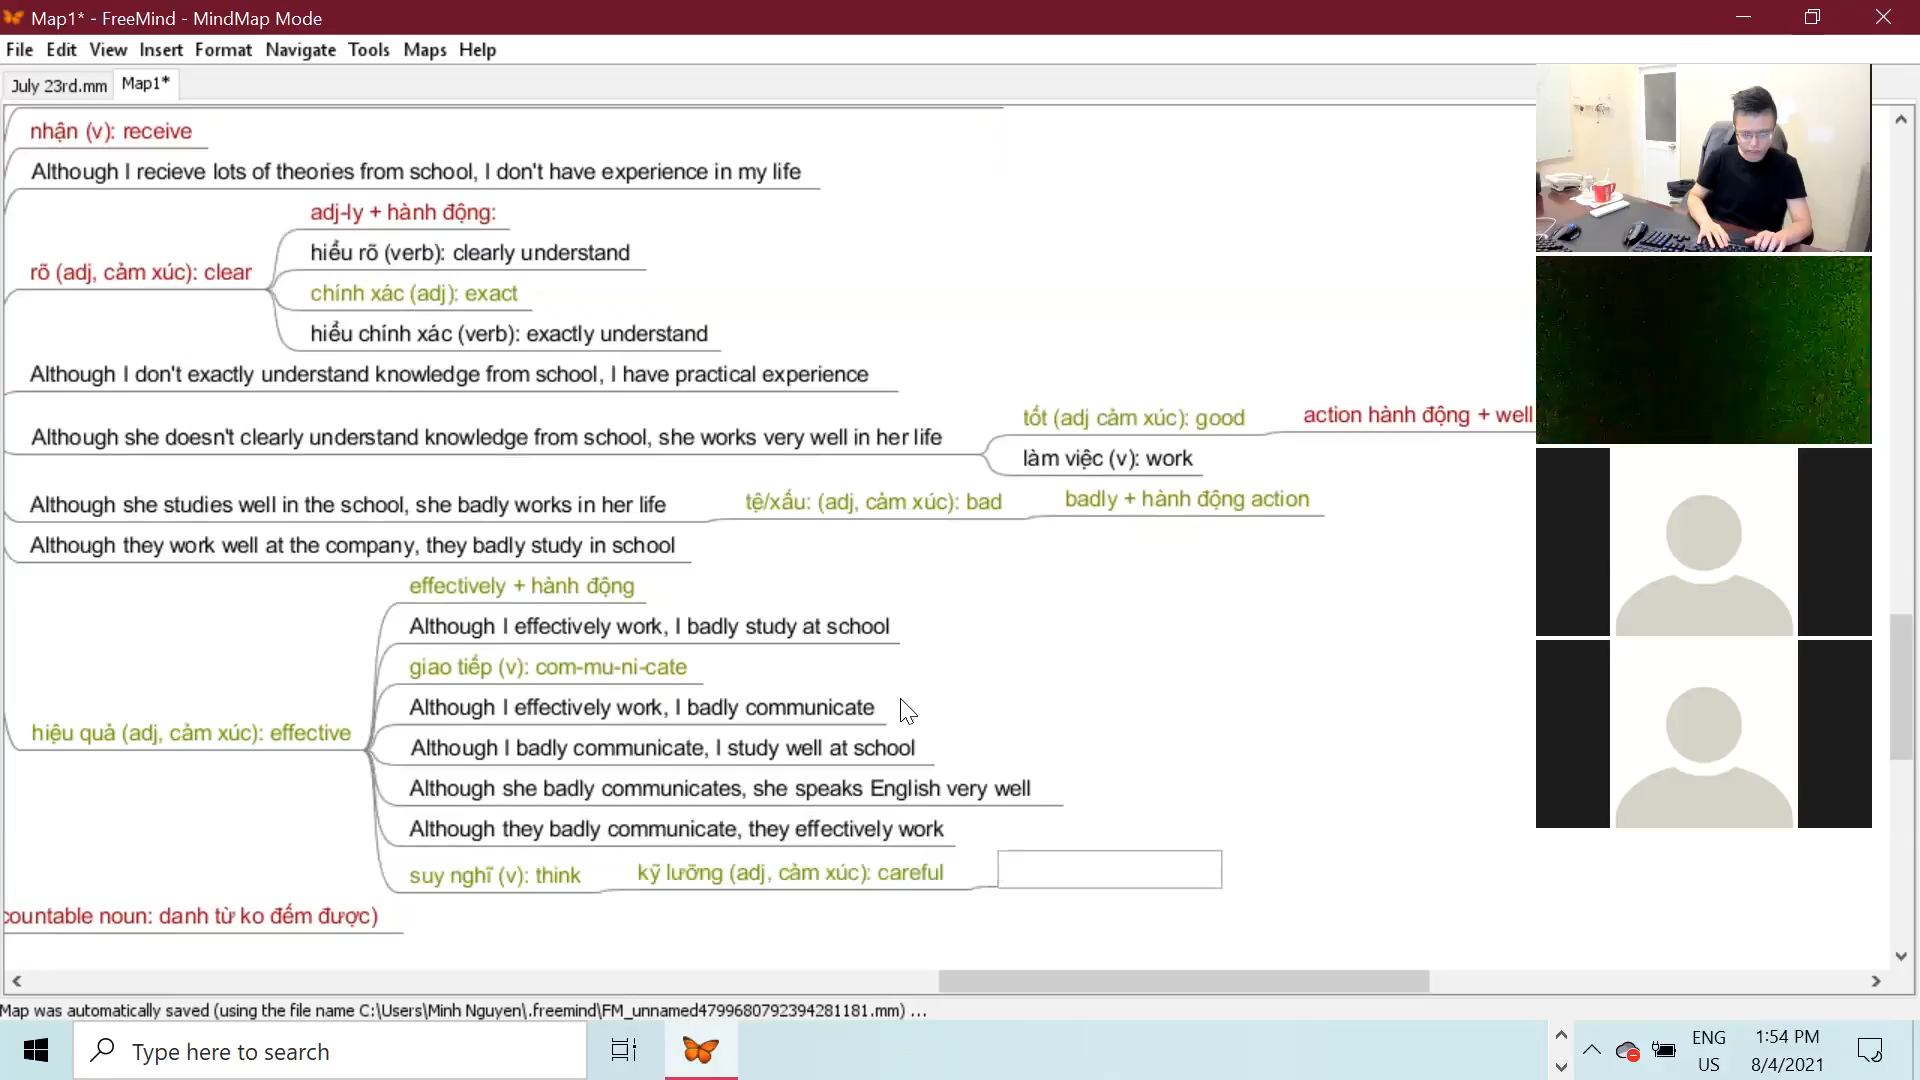 Map1* - FreeMind - MindMap Mode
File Edit View Insert Format Navigate Tools Maps Help
July 23rd.mm Map1*
nhận (v): receive
Although I recieve lots of theories from school, I don't have experience in my life
adj-ly + hành động:
hiểu rõ (verb): clearly understand
rõ (adj, cảm xúc): clear
chính xác (adj): exact
hiểu chính xác (verb): exactly understand
Although I don't exactly understand knowledge from school, I have practical experience
tốt (adj cảm xúc): good action hành động + well
Although she doesn't clearly understand knowledge from school, she works very well in her life
làm việc (v): work
Although she studies well in the school, she badly works in her life tệ/xấu: (adj, cảm xúc): bad badly + hành động action
Although they work well at the company, they badly study in school
effectively + hành động
Although I effectively work, I badly study at school
giao tiếp (v): com-mu-ni-cate
Although I effectively work, I badly communicate
hiệu quả (adj, cảm xúc): effective
Although I badly communicate, I study well at school
Although she badly communicates, she speaks English very well
Although they badly communicate, they effectively work
suy nghĩ (v): think kỹ lưỡng (adj, cảm xúc): careful
countable noun: danh từ ko đếm được)
Map was automatically saved (using the file name C:\Users\Minh Nguyen\.freemind\FM_unnamed4799680792394281181.mm) ...
Type here to search
ENG
US
1:54 PM
8/4/2021